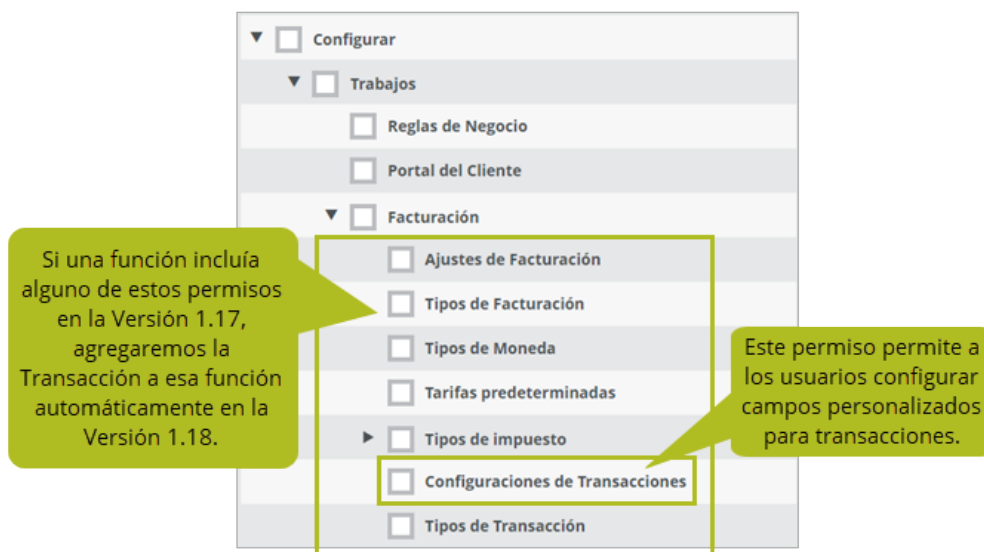 Configurar
Trabajos
Reglas de Negocio
Portal del Cliente
Facturación
Si una función incluía
alguno de estos permisos
en la Versión 1.17,
agregaremos la
Transacción a esa función
automáticamente en la
Versión 1.18.
Ajustes de Facturación
Tipos de Facturación
Tipos de Moneda
Tarifas predeterminadas
Tipos de impuesto
Configuraciones de Transacciones
Tipos de Transacción
Este permiso permite a
los usuarios configurar
campos personalizados
para transacciones.